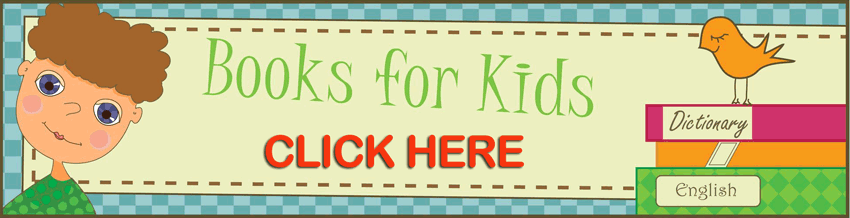 Books for Kids
CLICK HERE
Dictionary
English